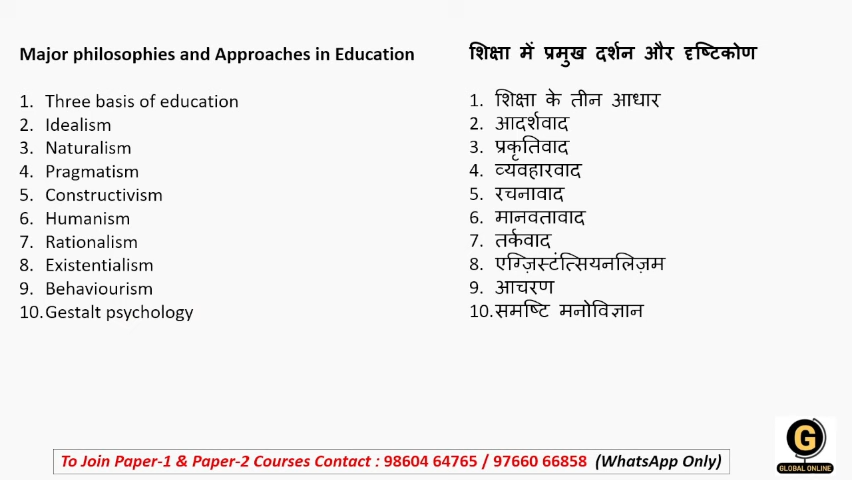 Major philosophies and Approaches in Education
1. Three basis of education
2. Idealism
3. Naturalism
4. Pragmatism
5. Constructivism
6. Humanism
7. Rationalism
8. Existentialism
9. Behaviourism
10. Gestalt psychology
शिक्षा में प्रमुख दर्शन और दृष्टिकोण
1. शिक्षा के तीन आधार
2. आदर्शवाद
3. प्रकृतिवाद
4. व्यवहारवाद
5. रचनावाद
6. मानवतावाद
7. तर्कवाद
8. एग्ज़िस्टंत्सियनलिज़म
9. आचरण
10. समष्टि मनोविज्ञान
To Join Paper-1 & Paper-2 Courses Contact : 98604 64765 / 97660 66858 (WhatsApp Only)
G
GLOBAL ONLINE